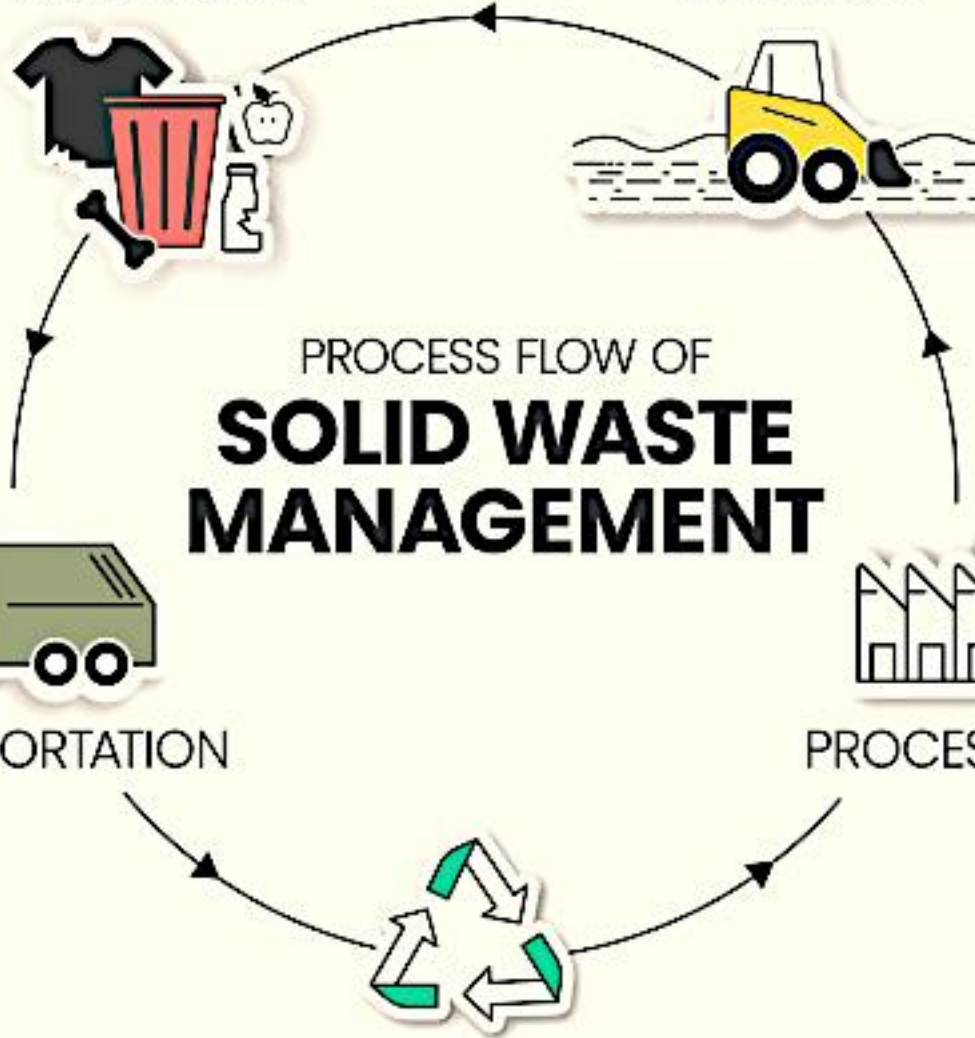 PROCESS FLOW OF
SOLID WASTE
MANAGEMENT
ORTATION
PROCES